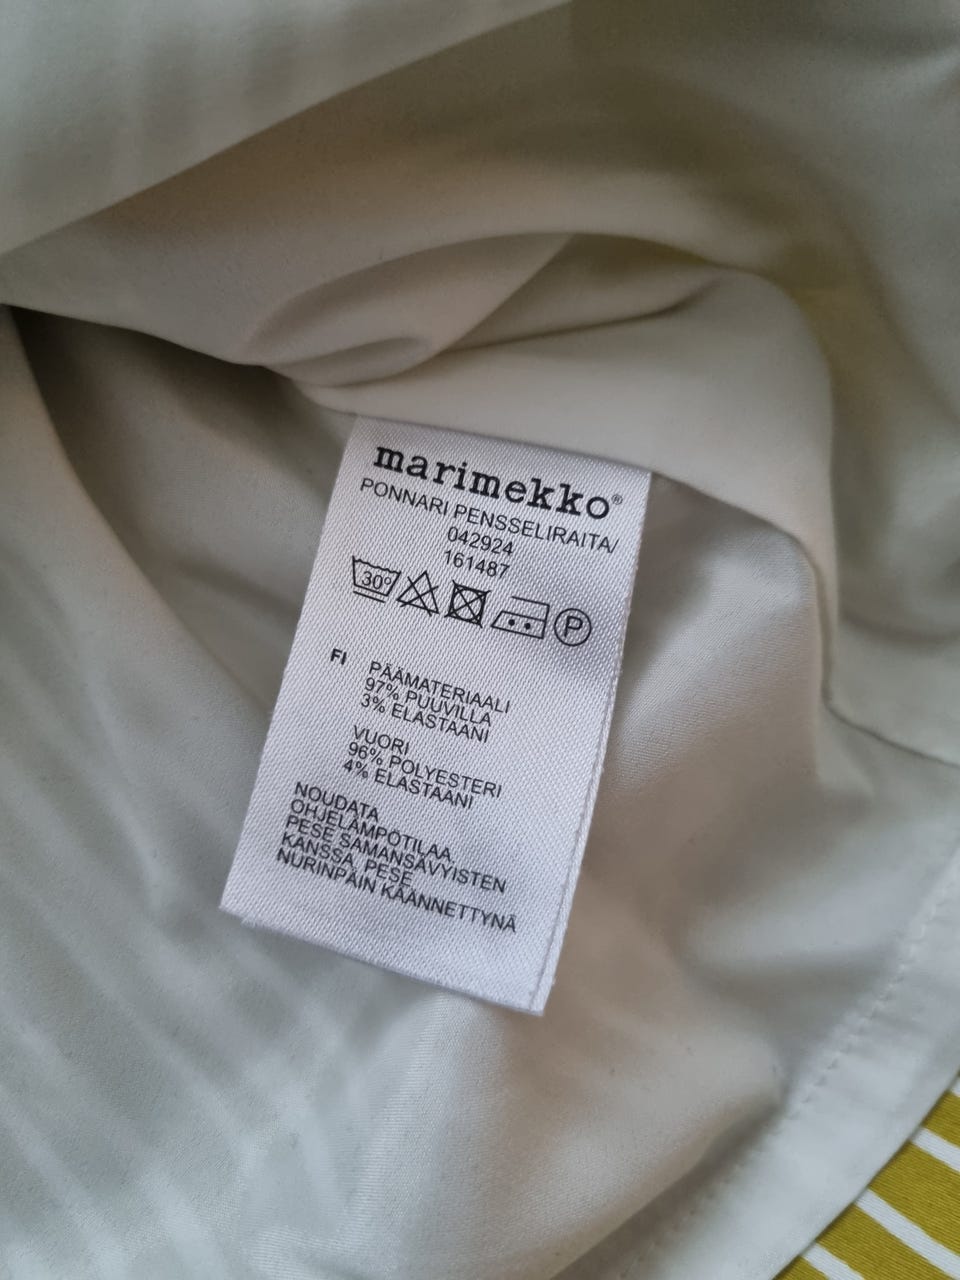 marimekko®
PONNARI PENSSELIRAITA/
042924
161487
30°
P
FI PÄÄMATERIAALI
97% PUUVILLA
3% ELASTAANI
VUORI
96% POLYESTERI
4% ELASTAANI
NOUDATA
OHJELÄMPÖTILAA,
PESE SAMANSÄVYISTEN
KANSSA, PESE
NURINPÄIN KÄÄNNETTYNÄ